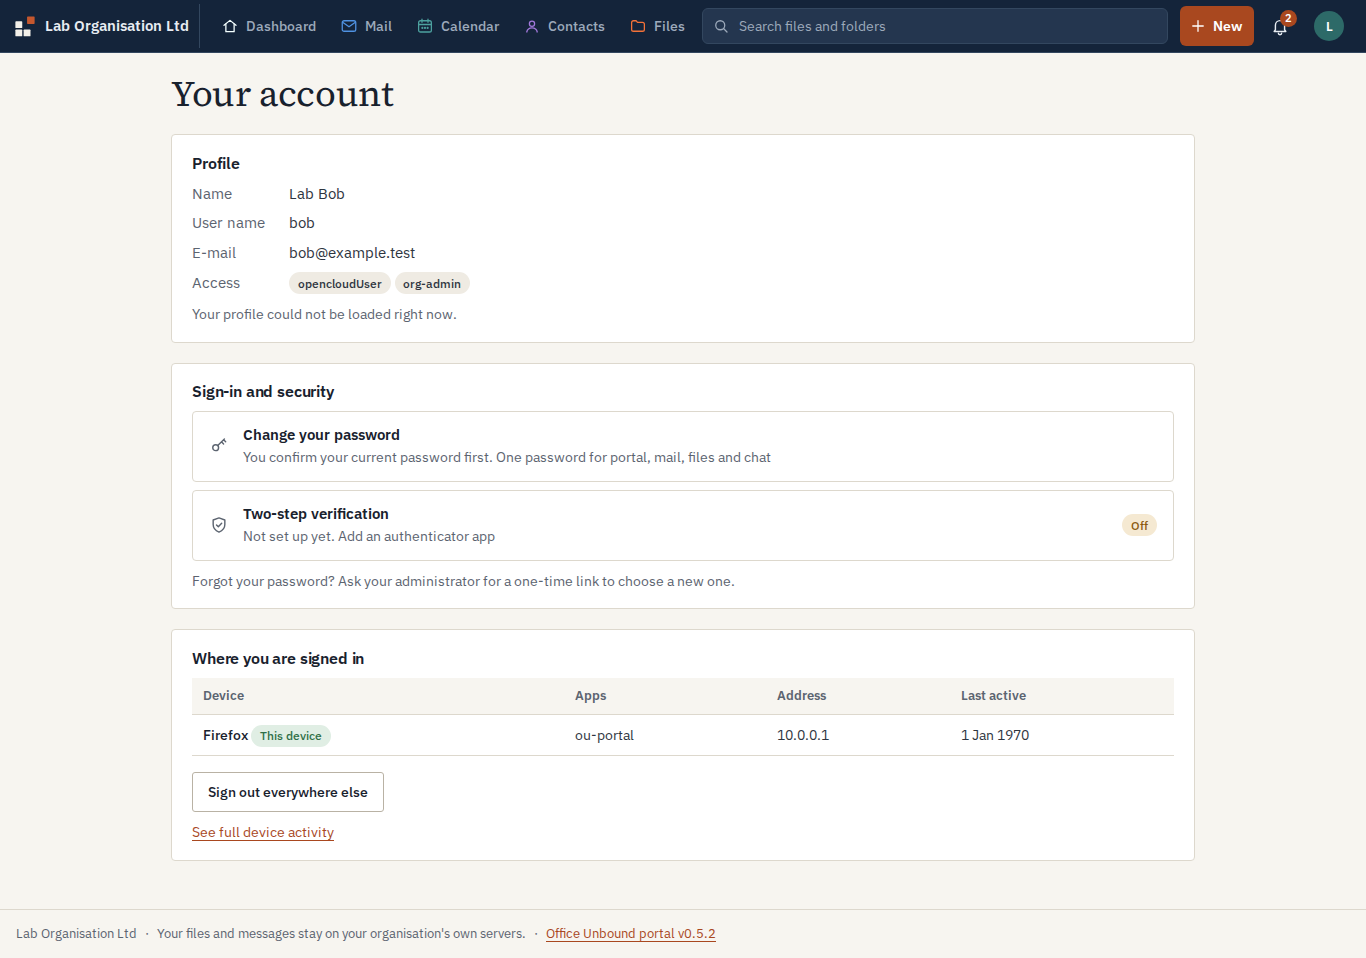 Lab Organisation Ltd
Dashboard
Mail
Calendar
Contacts
Files
Search files and folders
New
2
L
Your account
Profile
Name Lab Bob
User name bob
E-mail bob@example.test
Access opencloudUser org-admin
Your profile could not be loaded right now.
Sign-in and security
Change your password
You confirm your current password first. One password for portal, mail, files and chat
Two-step verification
Not set up yet. Add an authenticator app
Off
Forgot your password? Ask your administrator for a one-time link to choose a new one.
Where you are signed in
Device Apps Address Last active
Firefox This device ou-portal 10.0.0.1 1 Jan 1970
Sign out everywhere else
See full device activity
Lab Organisation Ltd · Your files and messages stay on your organisation's own servers. · Office Unbound portal v0.5.2